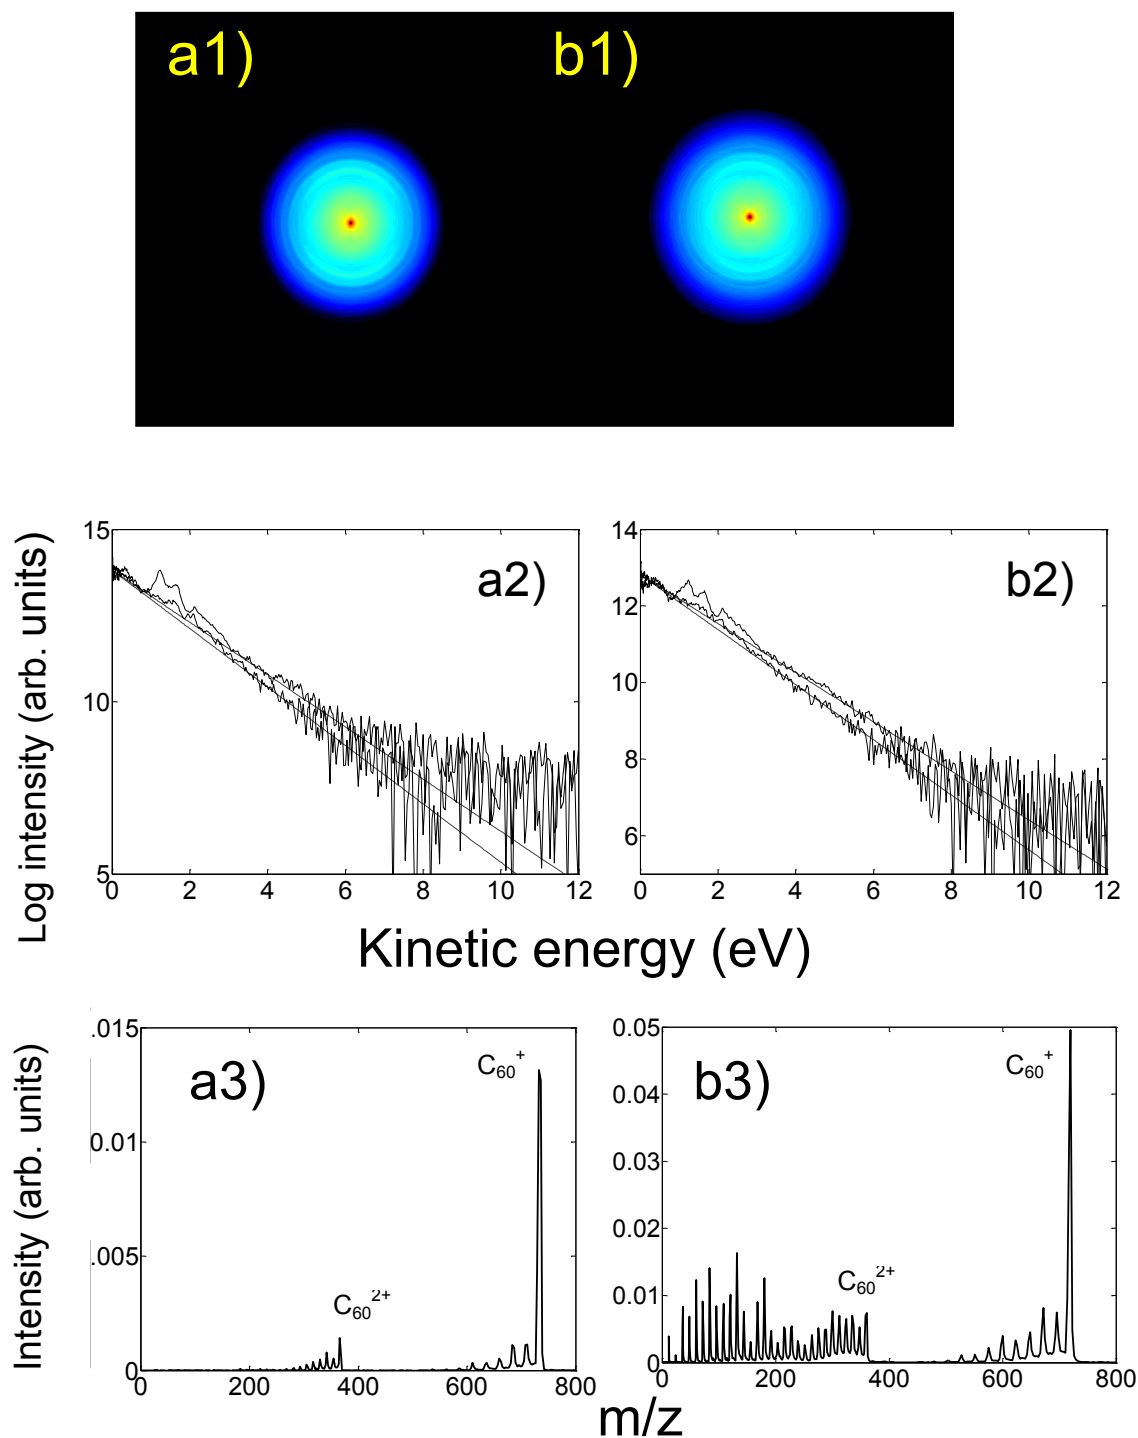 a1) b1)
15
10
5
0 2 4 6 8 10 12
a2)
14
12
10
8
6
0 2 4 6 8 10 12
b2)
Log intensity (arb. units)
Kinetic energy (eV)
.015
0.01
.005
0
0 200 400 600 800
a3)
C60+
C602+
0.05
0.04
0.03
0.02
0.01
0
0 200 400 600 800
b3)
C60+
C602+
Intensity (arb. units)
m/z